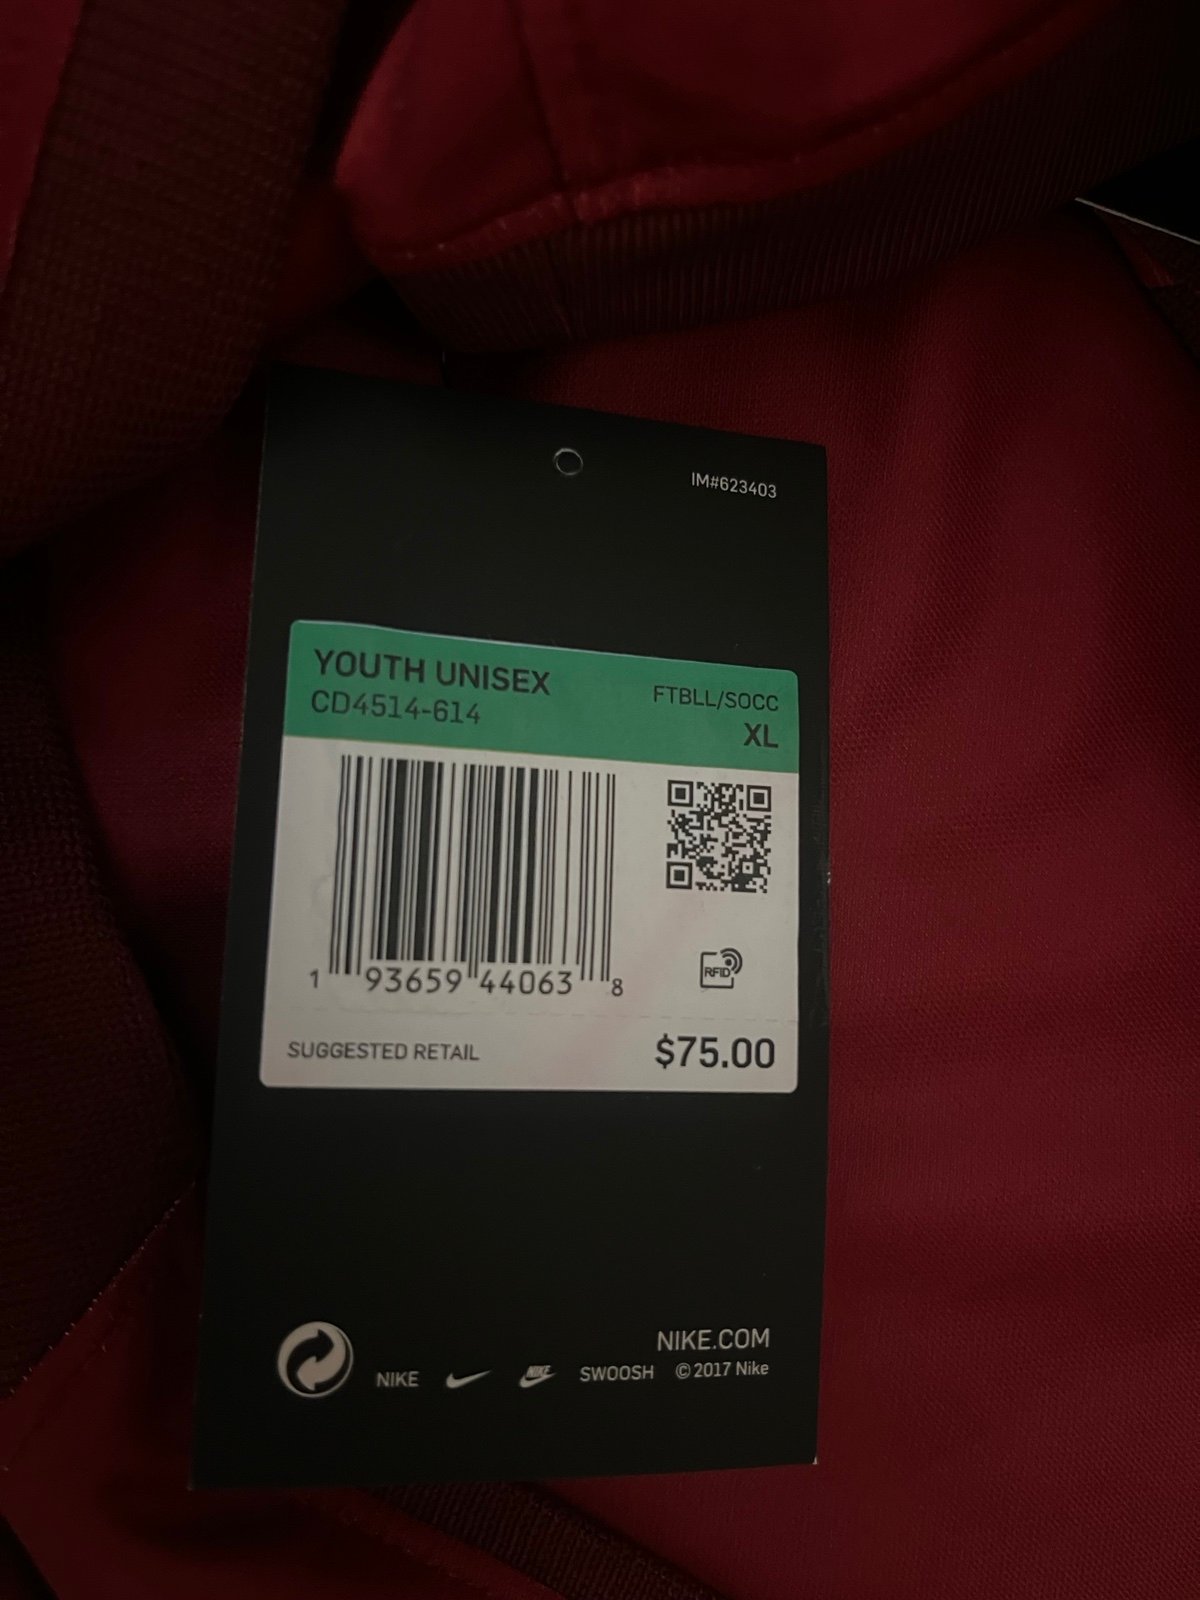 IM#623403
YOUTH UNISEX
CD4514-614
FTBLL/SOCC
XL
RFID
1 93659 44063 8
SUGGESTED RETAIL $75.00
NIKE.COM
NIKE NIKE SWOOSH © 2017 Nike